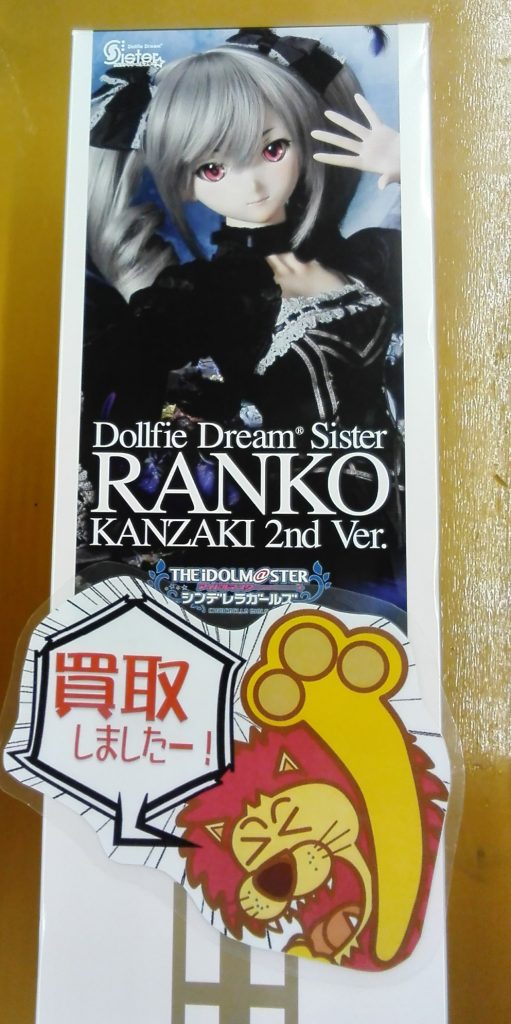 Dollfie Dream®
Sister
Dollfie Dream® Sister
RANKO
KANZAKI 2nd Ver.
THE iDOLM@STER
シンデレラガールズ
買取
しましたー!